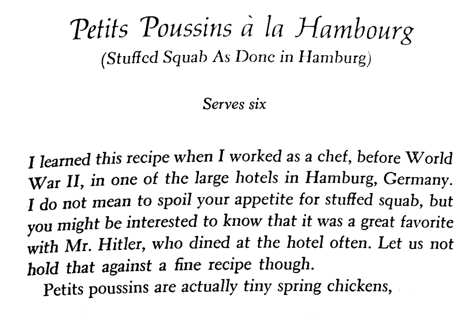 Petits Poussins à la Hambourg
(Stuffed Squab As Done in Hamburg)
Serves six
I learned this recipe when I worked as a chef, before World
War II, in one of the large hotels in Hamburg, Germany.
I do not mean to spoil your appetite for stuffed squab, but
you might be interested to know that it was a great favorite
with Mr. Hitler, who dined at the hotel often. Let us not
hold that against a fine recipe though.
Petits poussins are actually tiny spring chickens,